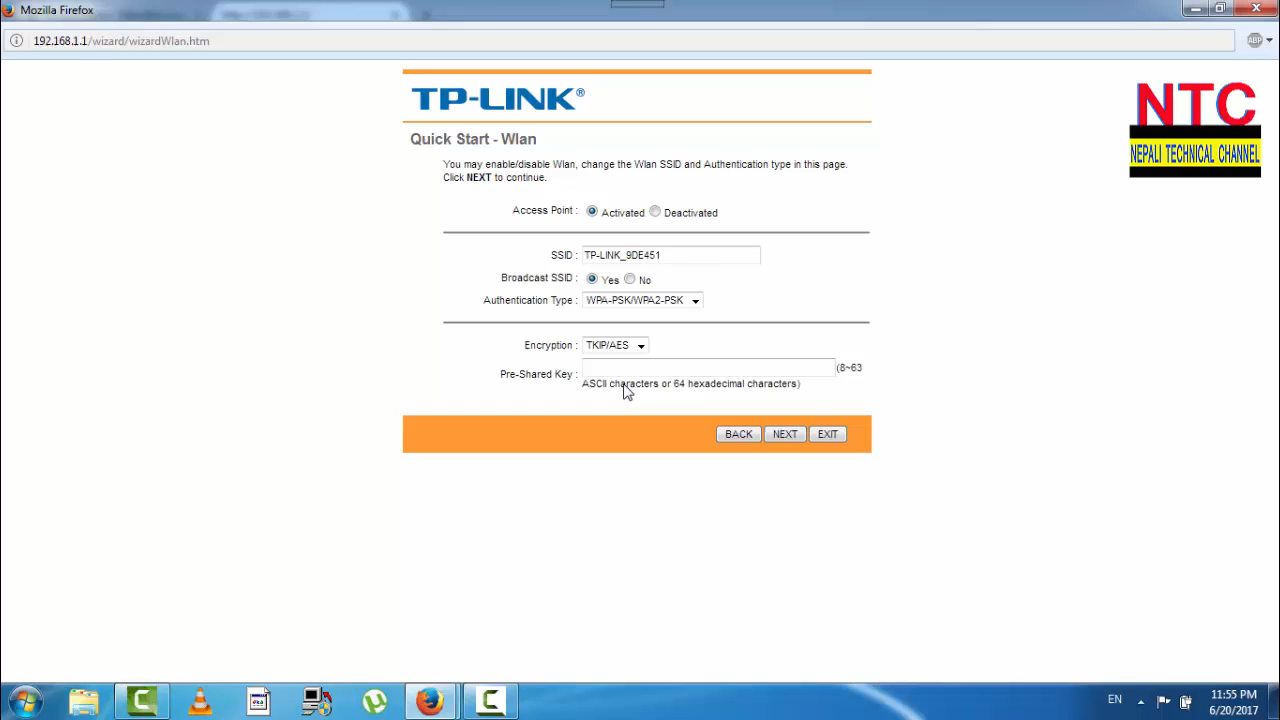 Mozilla Firefox
192.168.1.1/wizard/wizardWlan.htm
ABP
TP-LINK®
NTC
NEPALI TECHNICAL CHANNEL
Quick Start - Wlan
You may enable/disable Wlan, change the Wlan SSID and Authentication type in this page.
Click NEXT to continue.
Access Point : Activated Deactivated
SSID : TP-LINK_9DE451
Broadcast SSID : Yes No
Authentication Type : WPA-PSK/WPA2-PSK
Encryption : TKIP/AES
Pre-Shared Key : (8~63
ASCII characters or 64 hexadecimal characters)
BACK NEXT EXIT
EN
11:55 PM
6/20/2017